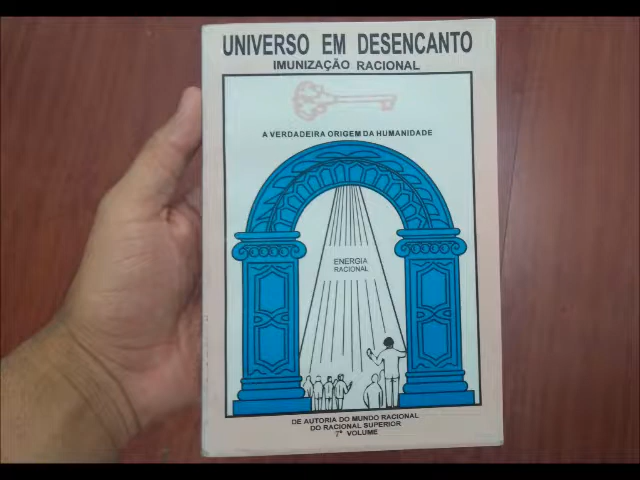 UNIVERSO EM DESENCANTO
IMUNIZAÇÃO RACIONAL
A VERDADEIRA ORIGEM DA HUMANIDADE
ENERGIA
RACIONAL
DE AUTORIA DO MUNDO RACIONAL
DO RACIONAL SUPERIOR
7º VOLUME